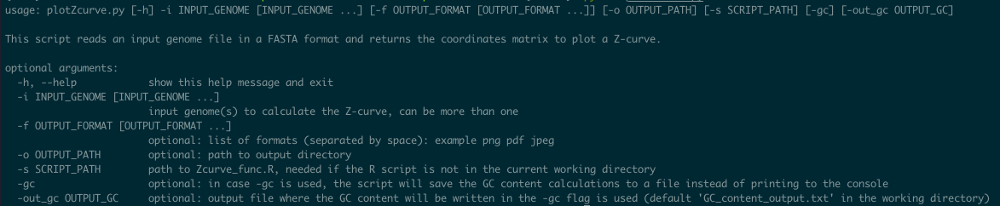 usage: plotZcurve.py [-h] -i INPUT_GENOME [INPUT_GENOME ...] [-f OUTPUT_FORMAT [OUTPUT_FORMAT ...]] [-o OUTPUT_PATH] [-s SCRIPT_PATH] [-gc] [-out_gc OUTPUT_GC]
This script reads an input genome file in a FASTA format and returns the coordinates matrix to plot a Z-curve.
optional arguments:
-h, --help show this help message and exit
-i INPUT_GENOME [INPUT_GENOME ...]
input genome(s) to calculate the Z-curve, can be more than one
-f OUTPUT_FORMAT [OUTPUT_FORMAT ...]
optional: list of formats (separated by space): example png pdf jpeg
-o OUTPUT_PATH optional: path to output directory
-s SCRIPT_PATH path to Zcurve_func.R, needed if the R script is not in the current working directory
-gc optional: in case -gc is used, the script will save the GC content calculations to a file instead of printing to the console
-out_gc OUTPUT_GC optional: output file where the GC content will be written in the -gc flag is used (default 'GC_content_output.txt' in the working directory)